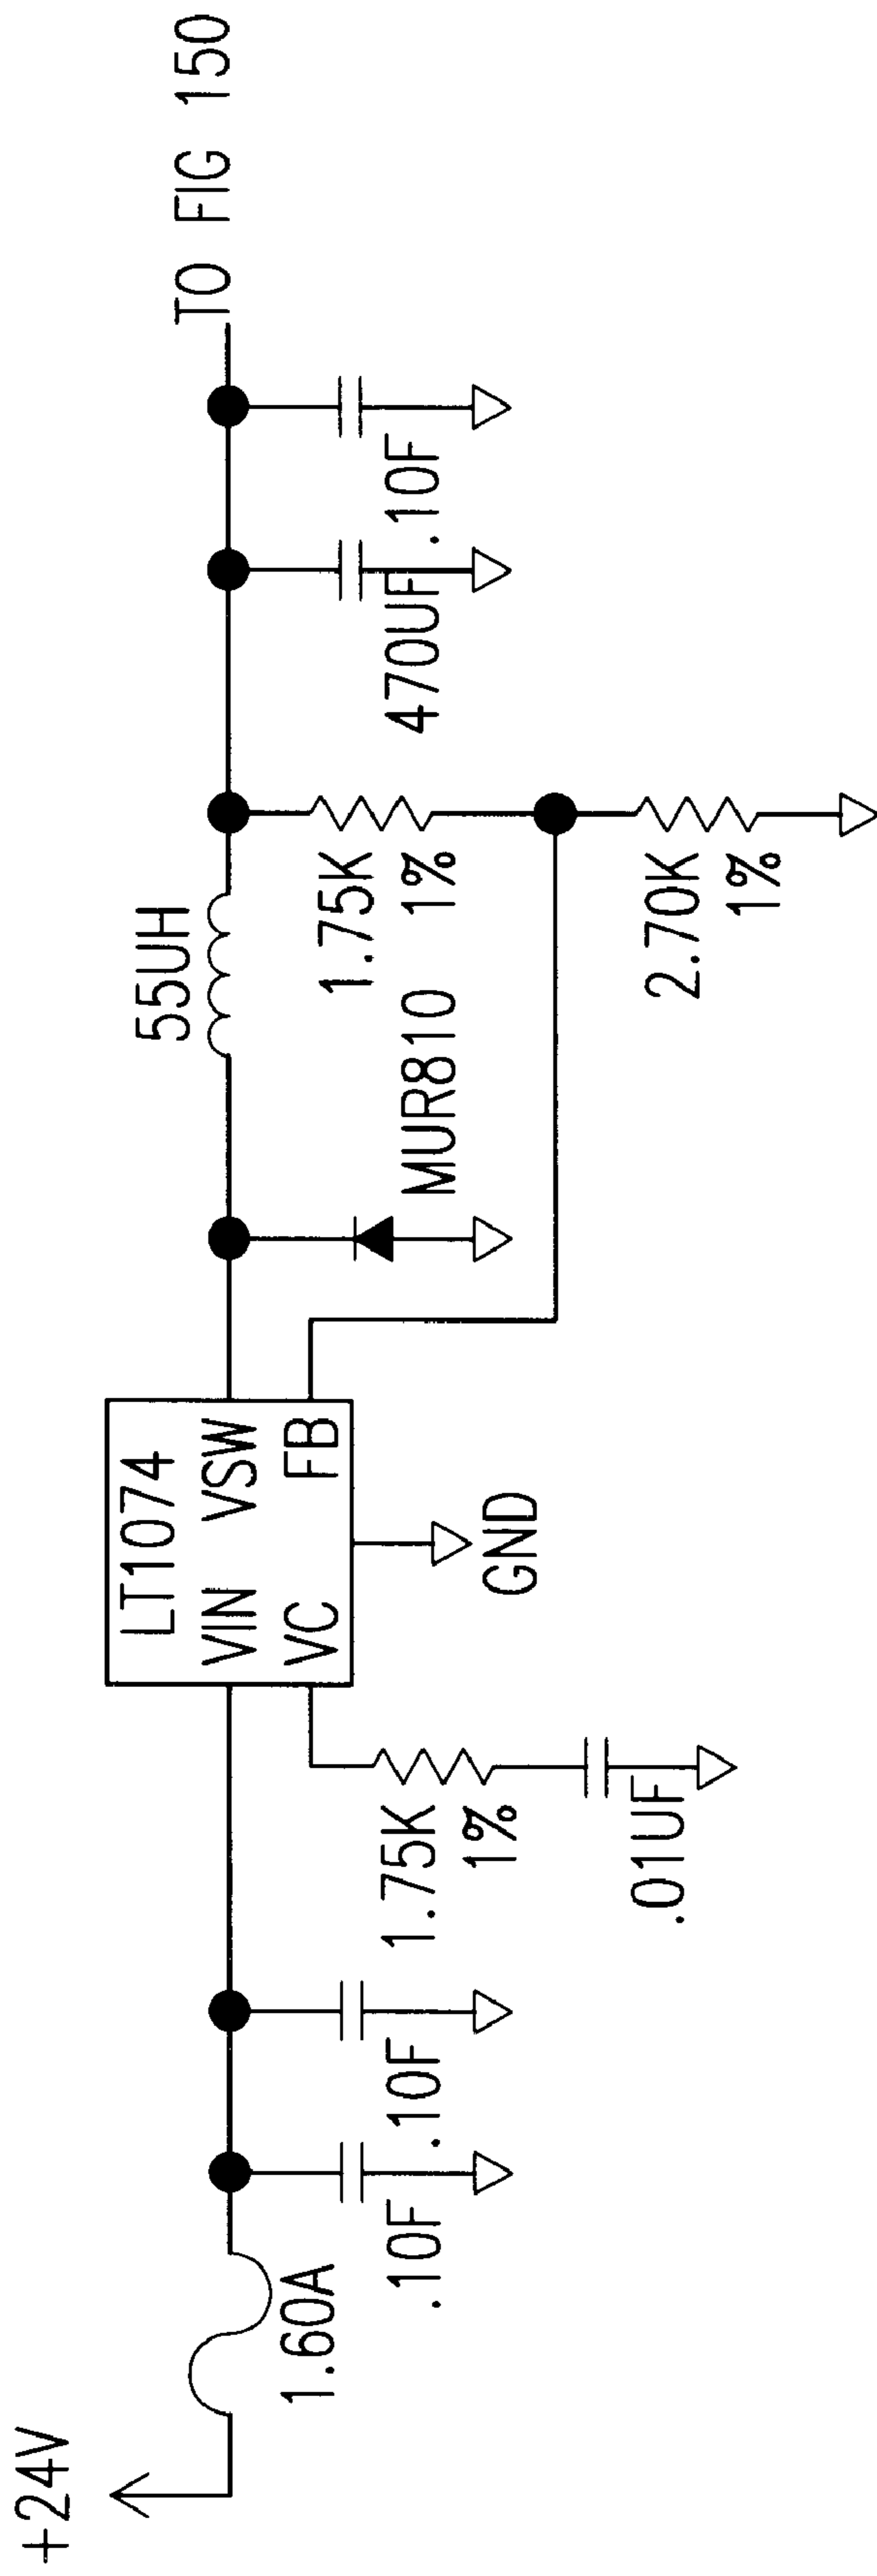 +24V
1.60A
.10F
.10F
1.75K
1%
.01UF
LT1074
VIN VSW
VC FB
GND
MUR810
55UH
1.75K
1%
2.70K
1%
470UF
.10F
TO FIG 150